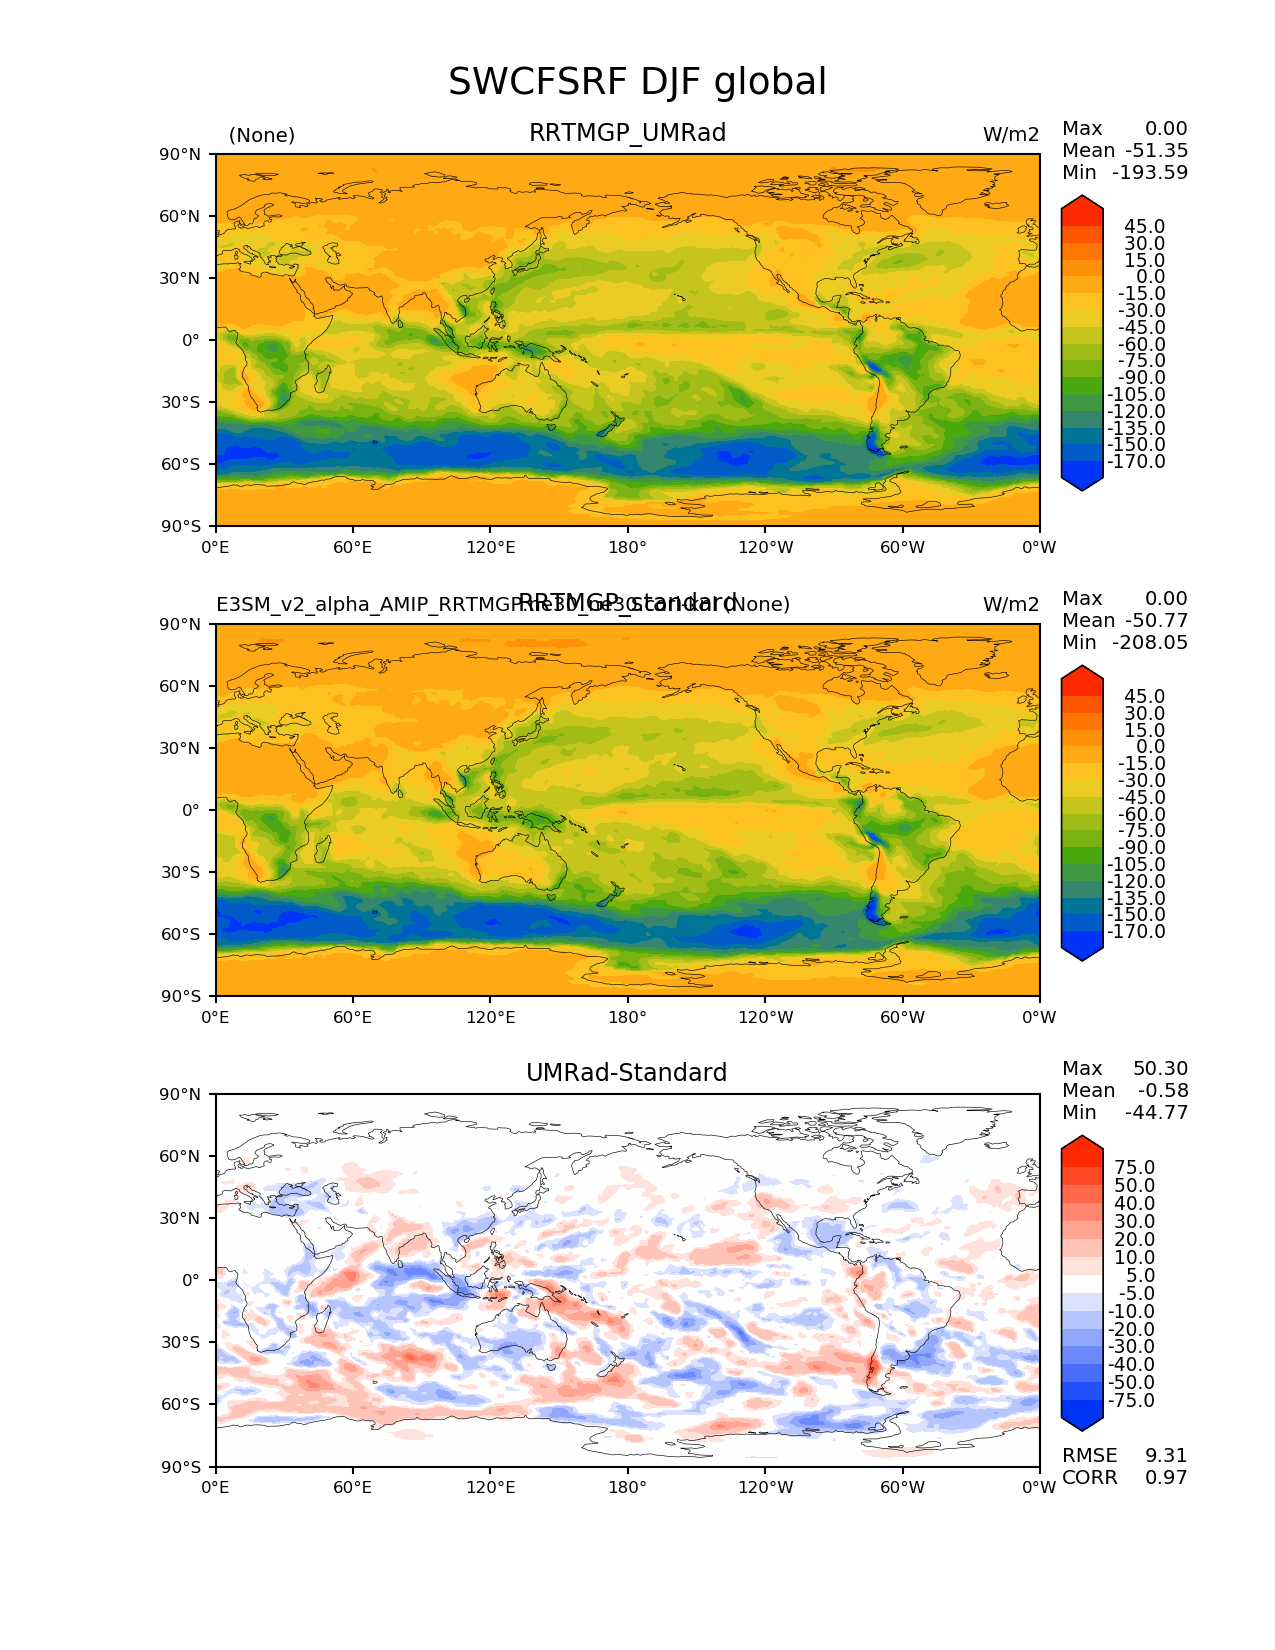 SWCFSRF DJF global
(None) RRTMGP_UMRad W/m2
Max 0.00
Mean -51.35
Min -193.59
90°N
60°N
30°N
0°
30°S
60°S
90°S
0°E 60°E 120°E 180° 120°W 60°W 0°W
45.0
30.0
15.0
0.0
-15.0
-30.0
-45.0
-60.0
-75.0
-90.0
-105.0
-120.0
-135.0
-150.0
-170.0
E3SM_v2_alpha_AMIP_RRTMGP (None) RRTMGP_standard W/m2
Max 0.00
Mean -50.77
Min -208.05
90°N
60°N
30°N
0°
30°S
60°S
90°S
0°E 60°E 120°E 180° 120°W 60°W 0°W
45.0
30.0
15.0
0.0
-15.0
-30.0
-45.0
-60.0
-75.0
-90.0
-105.0
-120.0
-135.0
-150.0
-170.0
UMRad-Standard
Max 50.30
Mean -0.58
Min -44.77
90°N
60°N
30°N
0°
30°S
60°S
90°S
0°E 60°E 120°E 180° 120°W 60°W 0°W
75.0
50.0
40.0
30.0
20.0
10.0
5.0
-5.0
-10.0
-20.0
-30.0
-40.0
-50.0
-75.0
RMSE 9.31
CORR 0.97